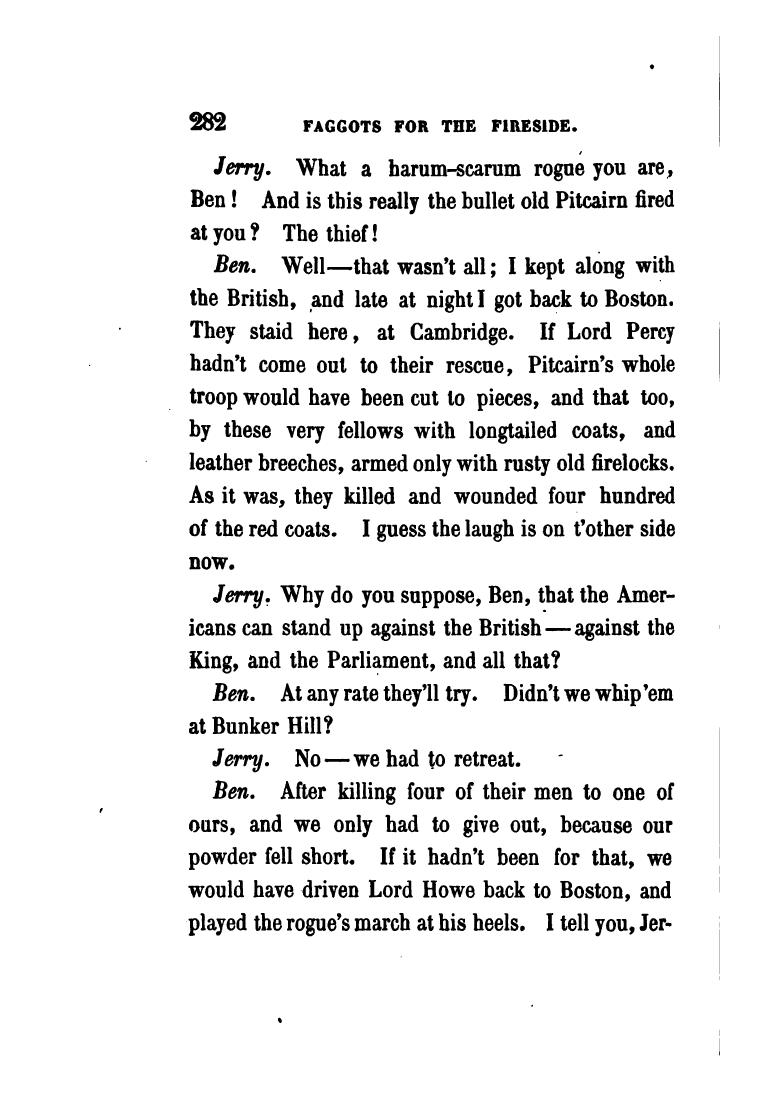 282 FAGGOTS FOR THE FIRESIDE.
Jerry. What a harum-scarum rogue you are,
Ben! And is this really the bullet old Pitcairn fired
at you? The thief!
Ben. Well—that wasn't all; I kept along with
the British, and late at night I got back to Boston.
They staid here, at Cambridge. If Lord Percy
hadn't come out to their rescue, Pitcairn's whole
troop would have been cut to pieces, and that too,
by these very fellows with longtailed coats, and
leather breeches, armed only with rusty old firelocks.
As it was, they killed and wounded four hundred
of the red coats. I guess the laugh is on t'other side
now.
Jerry. Why do you suppose, Ben, that the Amer-
icans can stand up against the British—against the
King, and the Parliament, and all that?
Ben. At any rate they'll try. Didn't we whip 'em
at Bunker Hill?
Jerry. No—we had to retreat.
Ben. After killing four of their men to one of
ours, and we only had to give out, because our
powder fell short. If it hadn't been for that, we
would have driven Lord Howe back to Boston, and
played the rogue's march at his heels. I tell you, Jer-